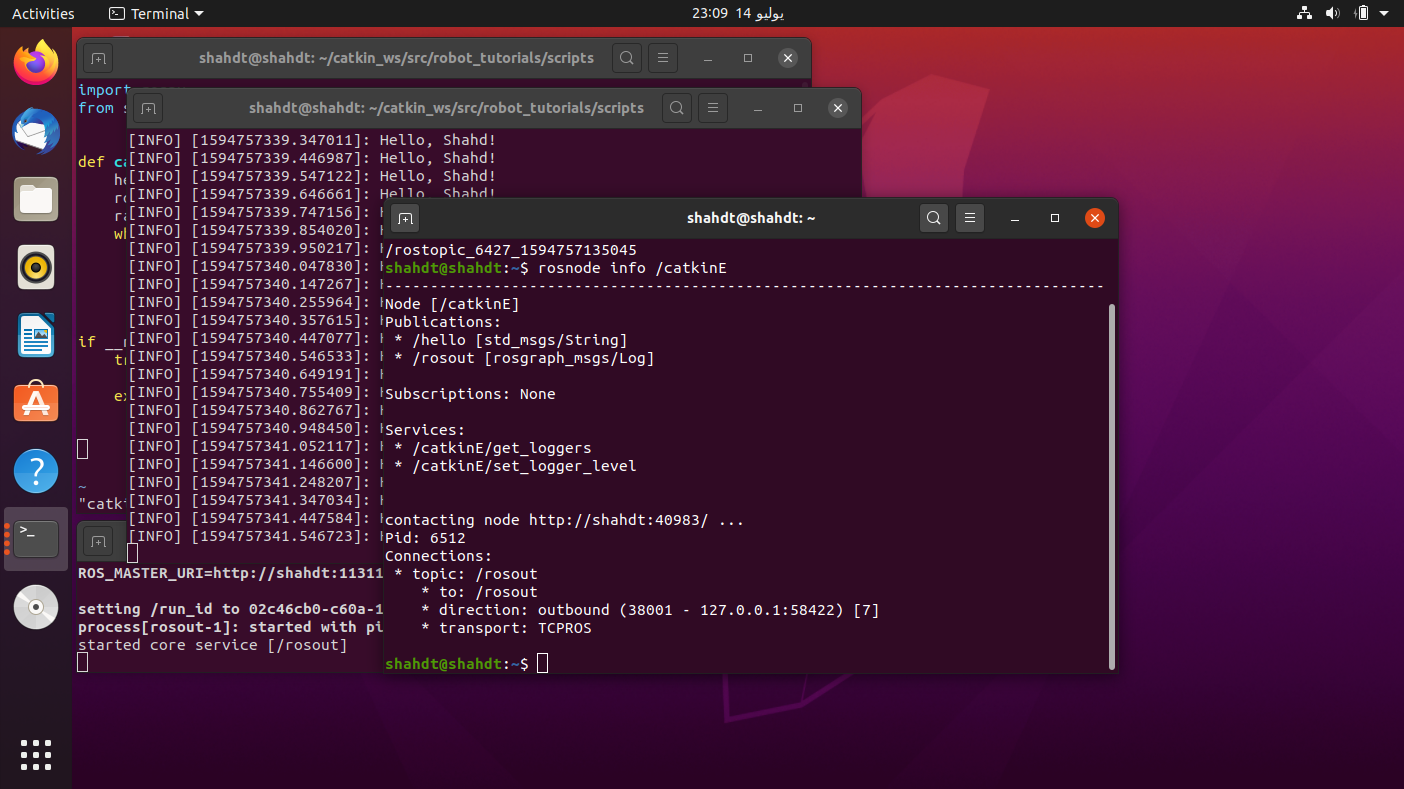 Activities
Terminal
23:09 14 يوليو
shahdt@shahdt: ~/catkin_ws/src/robot_tutorials/scripts
import
from s
def ca
if __n
~
"catki
shahdt@shahdt: ~/catkin_ws/src/robot_tutorials/scripts
[INFO] [1594757339.347011]: Hello, Shahd!
[INFO] [1594757339.446987]: Hello, Shahd!
[INFO] [1594757339.547122]: Hello, Shahd!
[INFO] [1594757339.646661]: Hello, Shahd!
[INFO] [1594757339.747156]:
[INFO] [1594757339.854020]:
[INFO] [1594757339.950217]:
[INFO] [1594757340.047830]:
[INFO] [1594757340.147267]:
[INFO] [1594757340.255964]:
[INFO] [1594757340.357615]:
[INFO] [1594757340.447077]:
[INFO] [1594757340.546533]:
[INFO] [1594757340.649191]:
[INFO] [1594757340.755409]:
[INFO] [1594757340.862767]:
[INFO] [1594757340.948450]:
[INFO] [1594757341.052117]:
[INFO] [1594757341.146600]:
[INFO] [1594757341.248207]:
[INFO] [1594757341.347034]:
[INFO] [1594757341.447584]:
[INFO] [1594757341.546723]:
ROS_MASTER_URI=http://shahdt:11311
setting /run_id to 02c46cb0-c60a-1
process[rosout-1]: started with pi
started core service [/rosout]
shahdt@shahdt: ~
/rostopic_6427_1594757135045
shahdt@shahdt:~$ rosnode info /catkinE
--------------------------------------------------------------------------------
Node [/catkinE]
Publications:
* /hello [std_msgs/String]
* /rosout [rosgraph_msgs/Log]
Subscriptions: None
Services:
* /catkinE/get_loggers
* /catkinE/set_logger_level
contacting node http://shahdt:40983/ ...
Pid: 6512
Connections:
* topic: /rosout
* to: /rosout
* direction: outbound (38001 - 127.0.0.1:58422) [7]
* transport: TCPROS
shahdt@shahdt:~$